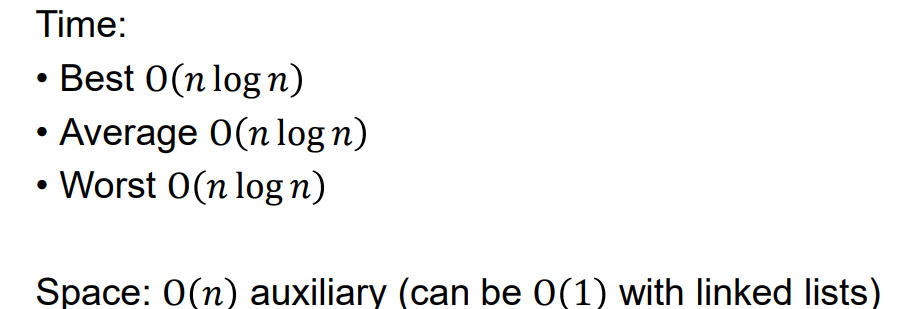 Time:
• Best O(n log n)
• Average O(n log n)
• Worst O(n log n)
Space: O(n) auxiliary (can be O(1) with linked lists)